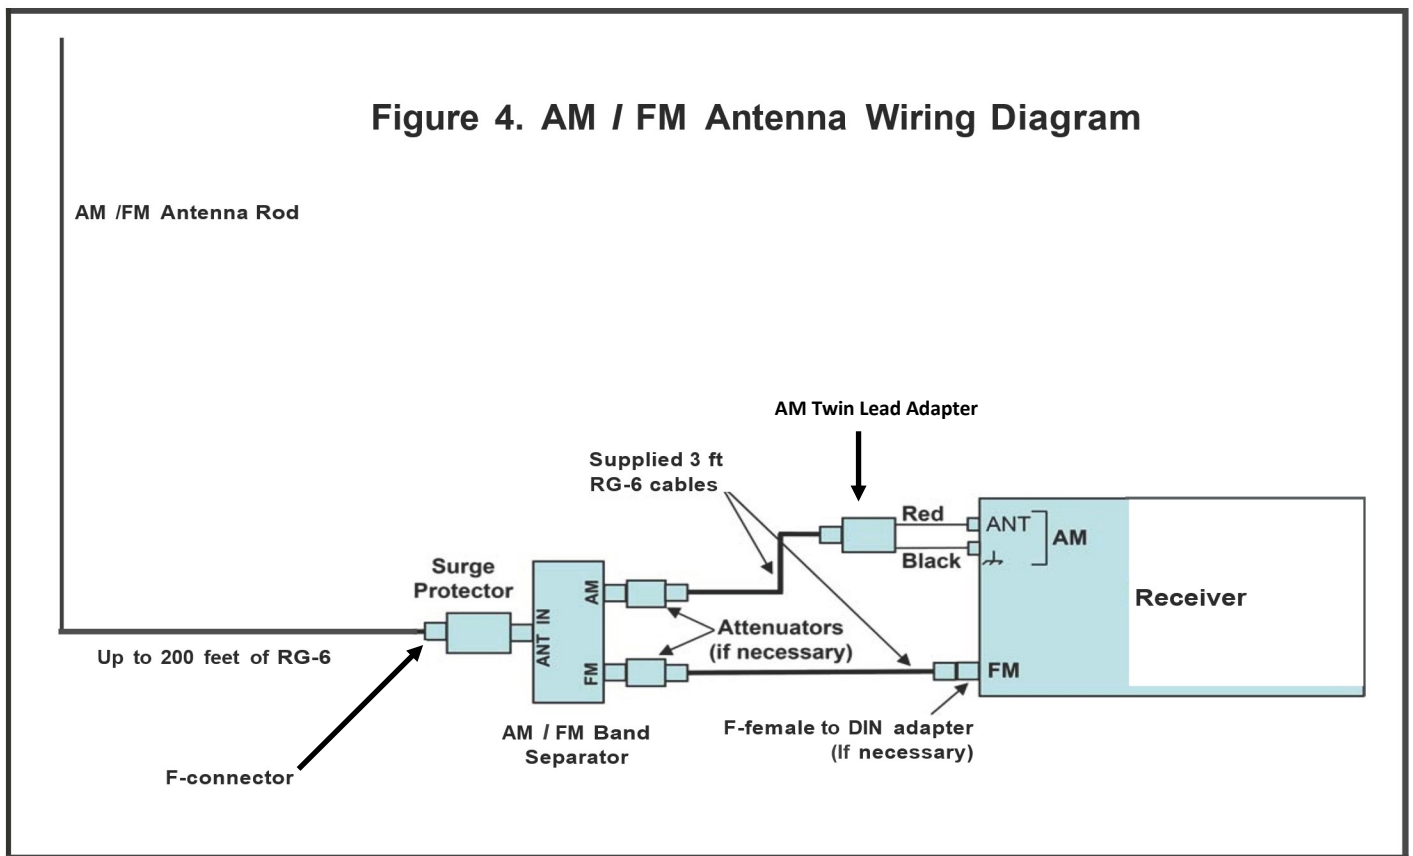 Figure 4. AM / FM Antenna Wiring Diagram
AM /FM Antenna Rod
AM Twin Lead Adapter
Supplied 3 ft
RG-6 cables
Red
Black
ANT
AM
Receiver
Surge
Protector
ANT IN
AM
FM
Attenuators
(if necessary)
FM
Up to 200 feet of RG-6
AM / FM Band
Separator
F-female to DIN adapter
(If necessary)
F-connector